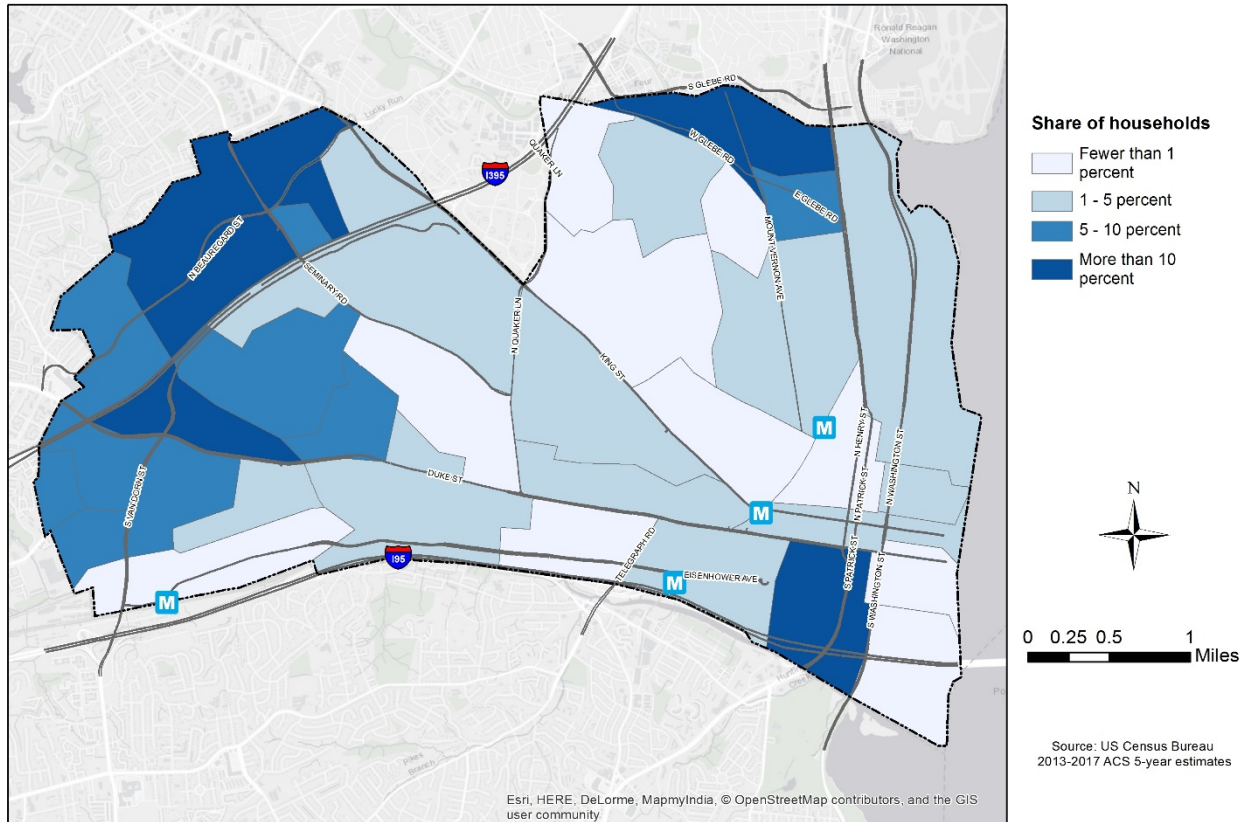 Ronald Reagan
Washington
National
Four
Lucky Run
S GLEBE RD
W GLEBE RD
E GLEBE RD
QUAKER LN
I395
N BEAUREGARD ST
SEMINARY RD
MOUNT VERNON AVE
N QUAKER LN
KING ST
M
N HENRY ST
N PATRICK ST
N WASHINGTON ST
DUKE ST
M
S VAN DORN ST
I95
TELEGRAPH RD
M
EISENHOWER AVE
S PATRICK ST
S WASHINGTON ST
M
Pikes
Branch
Esri, HERE, DeLorme, MapmyIndia, © OpenStreetMap contributors, and the GIS
user community
Share of households
Fewer than 1
percent
1 - 5 percent
5 - 10 percent
More than 10
percent
N
0 0.25 0.5 1
Miles
Source: US Census Bureau
2013-2017 ACS 5-year estimates